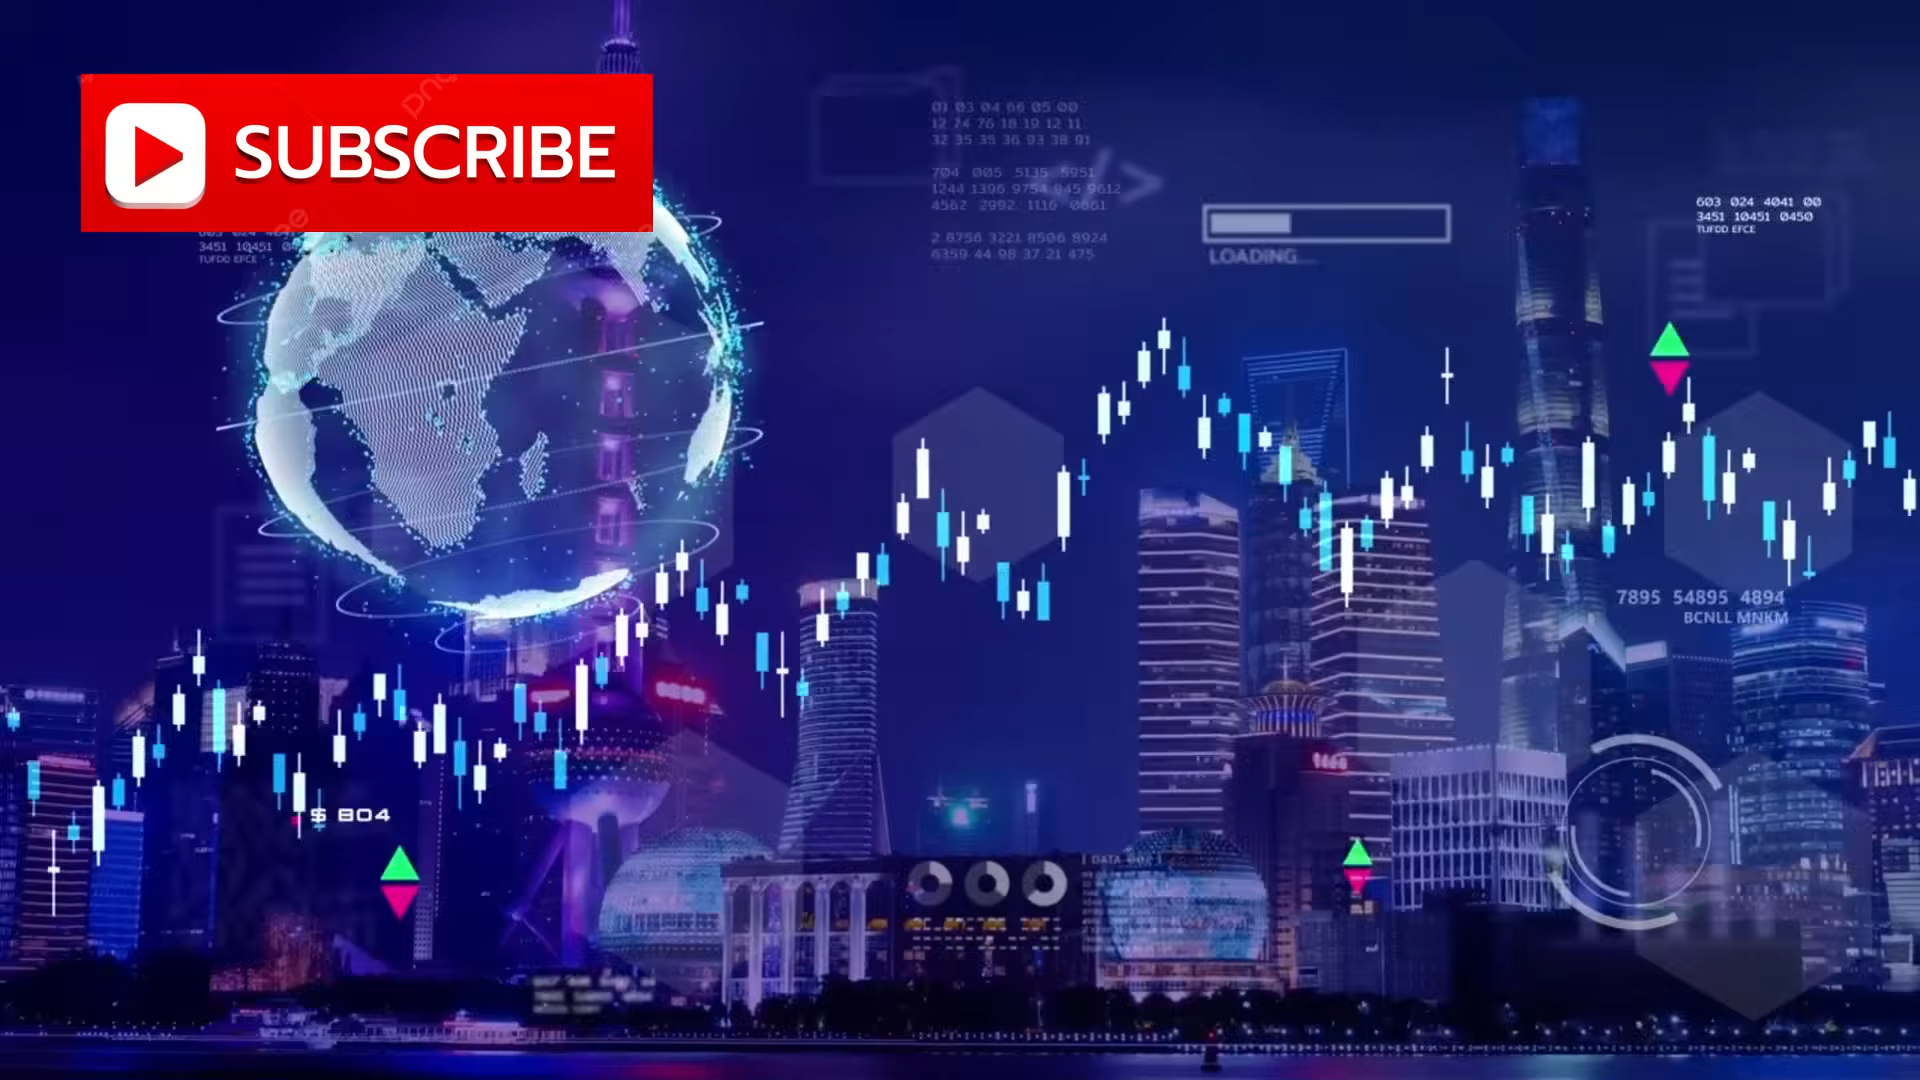 SUBSCRIBE
01 03 04 66 05 00
12 24 76 18 19 12 11
32 35 35 36 93 38 91
704 005 5135 5951
1244 1396 9754 945 9612
4562 2992 1116 0861
2 8756 3221 8506 8924
6359 44 98 37 21 475
</>
LOADING
603 024 4041 00
3451 10451 0450
TUFDD EFCE
3451 10451
TUFDD EFCE
7895 54895 4894
BCNLL MNKM
$ 804
DATA 002